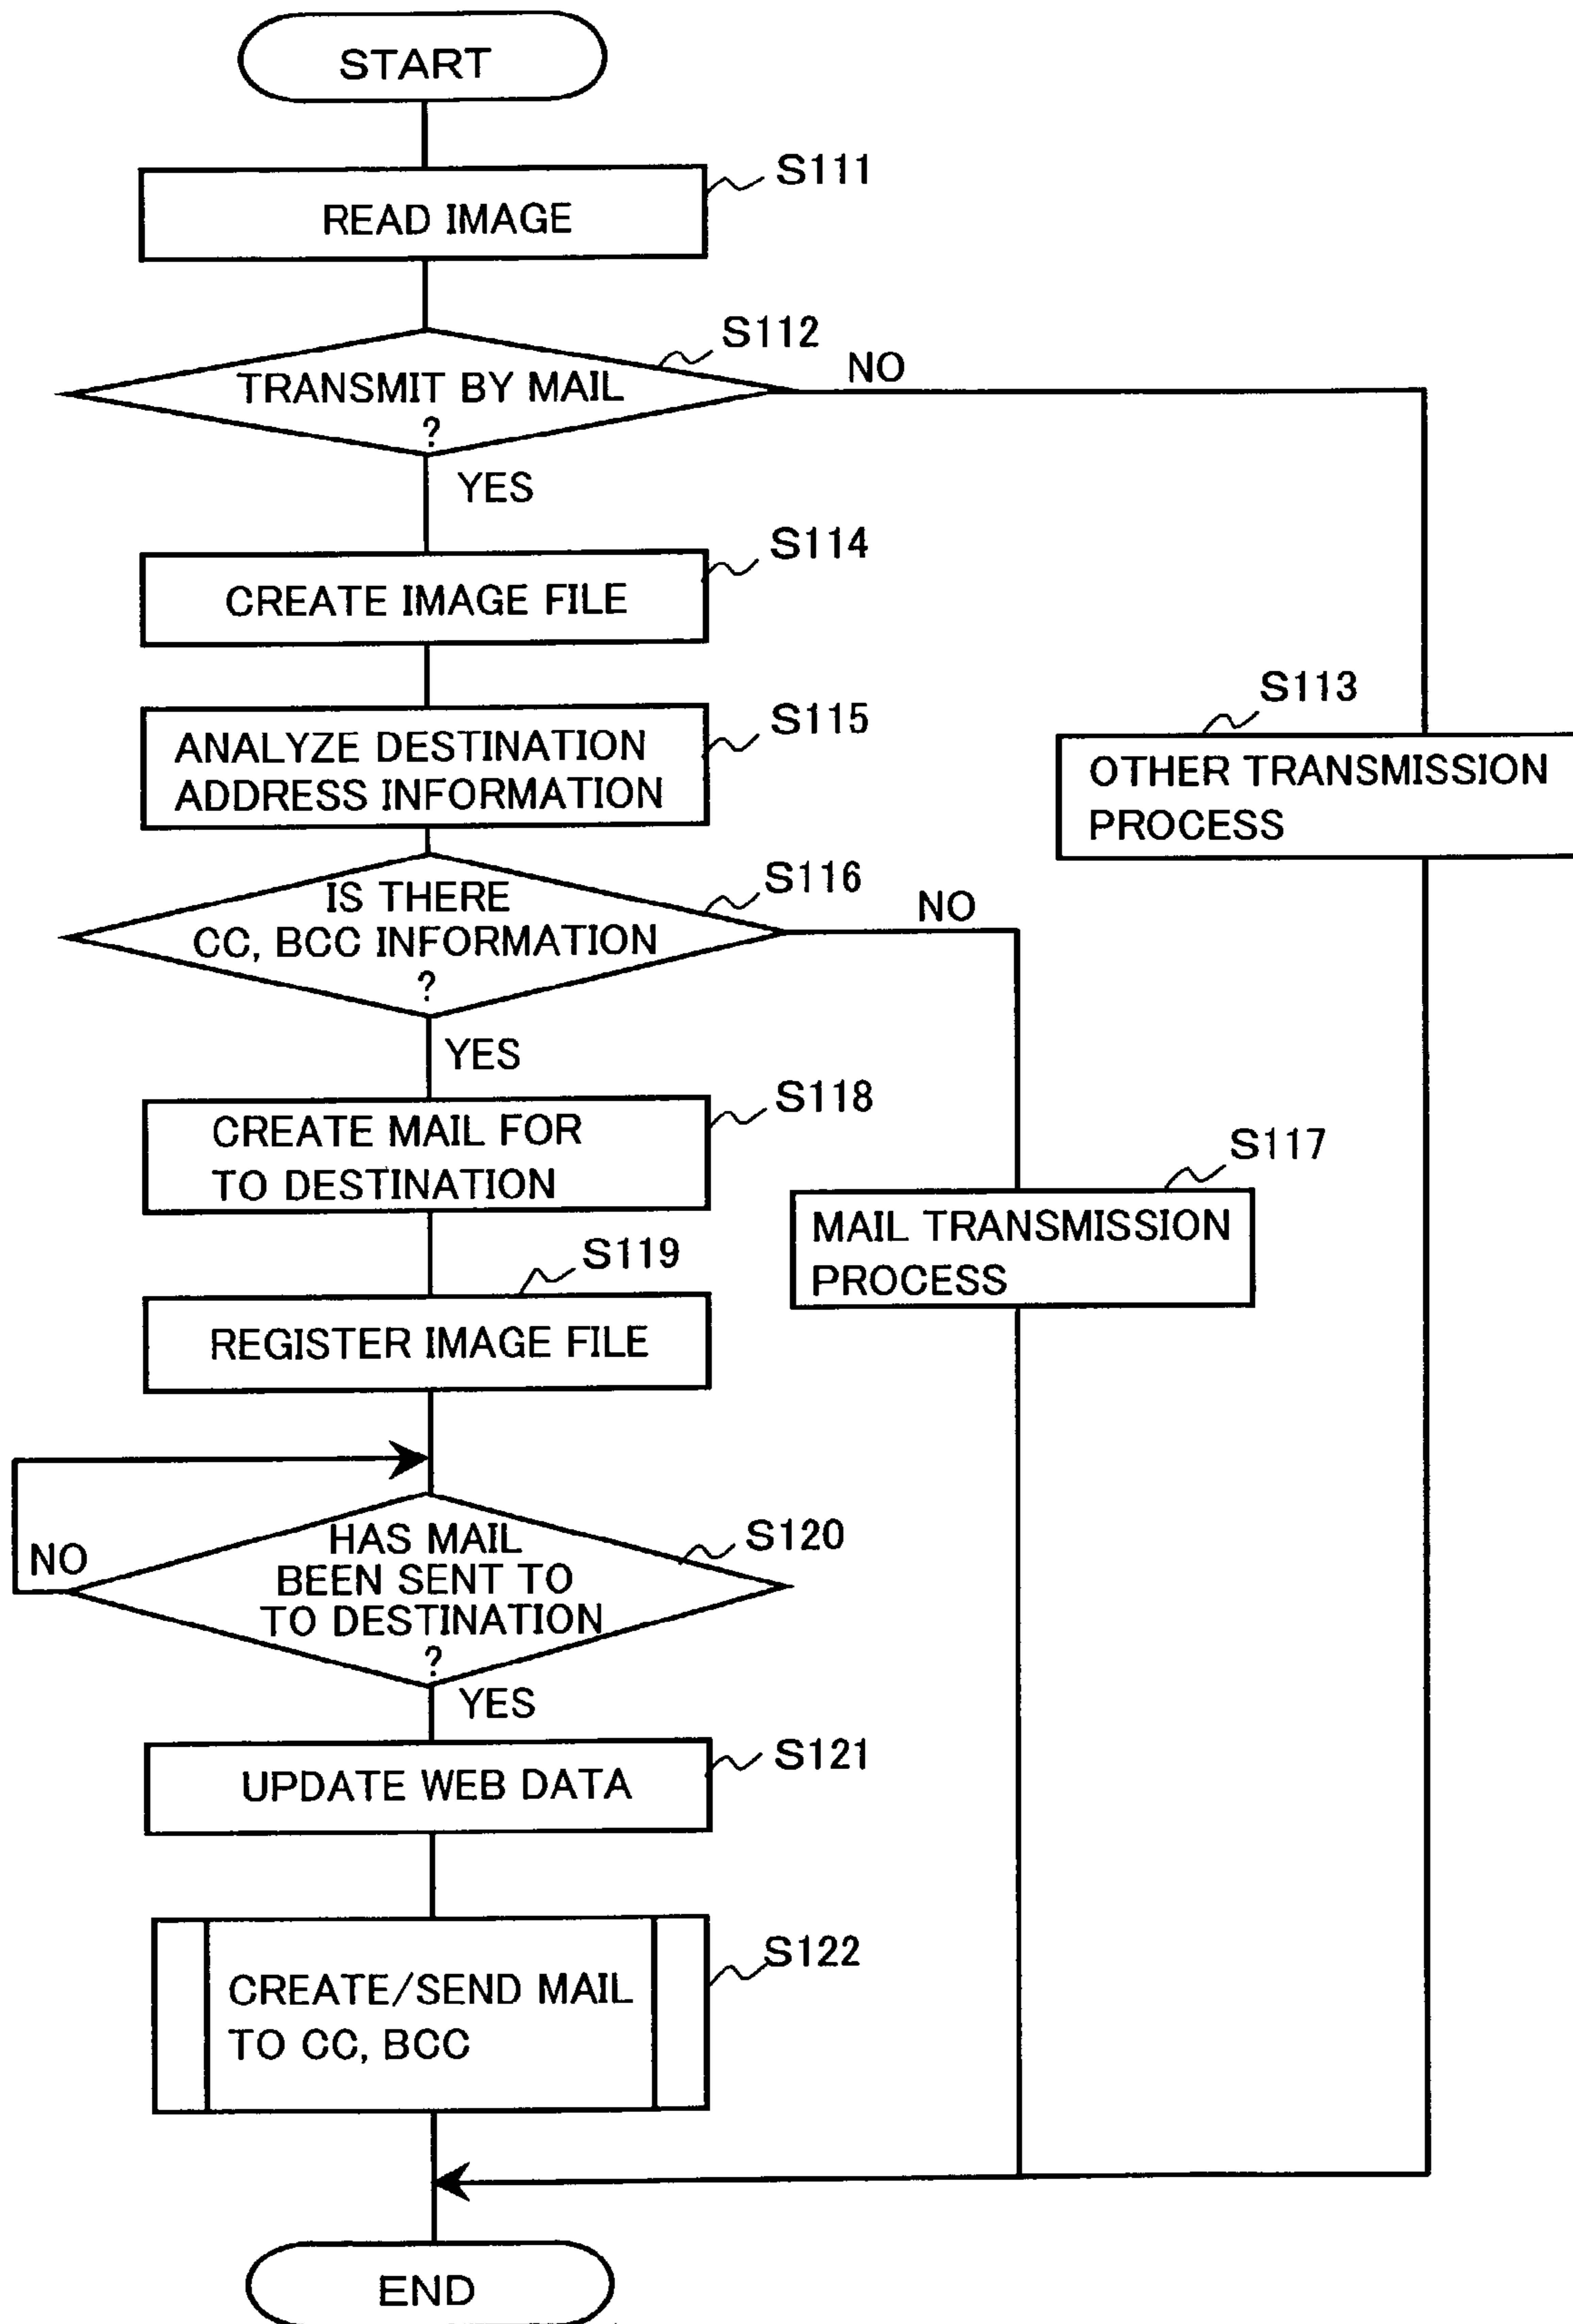 START
S111
READ IMAGE
S112
NO
TRANSMIT BY MAIL
?
YES
S114
CREATE IMAGE FILE
S113
S115
ANALYZE DESTINATION
ADDRESS INFORMATION
OTHER TRANSMISSION
PROCESS
S116
NO
IS THERE
CC, BCC INFORMATION
?
YES
S118
CREATE MAIL FOR
TO DESTINATION
S117
MAIL TRANSMISSION
PROCESS
S119
REGISTER IMAGE FILE
S120
NO
HAS MAIL
BEEN SENT TO
TO DESTINATION
?
YES
S121
UPDATE WEB DATA
S122
CREATE/SEND MAIL
TO CC, BCC
END